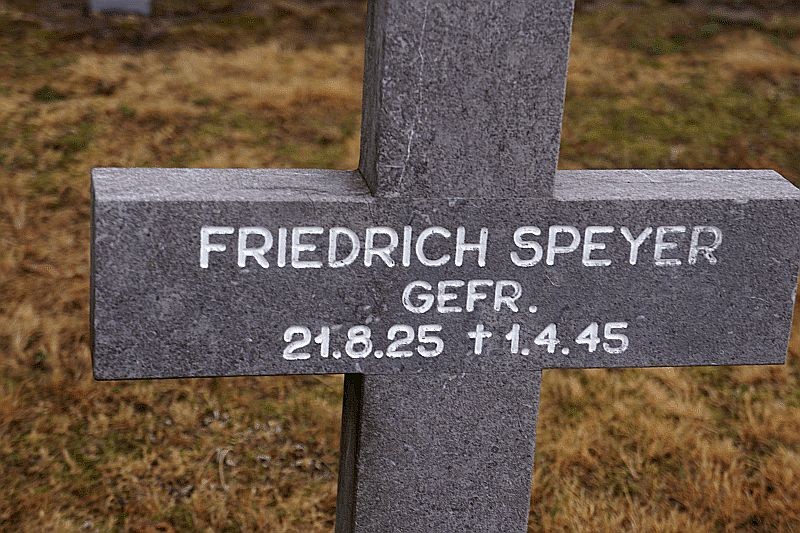 FRIEDRICH SPEYER
GEFR.
21.8.25 † 1.4.45